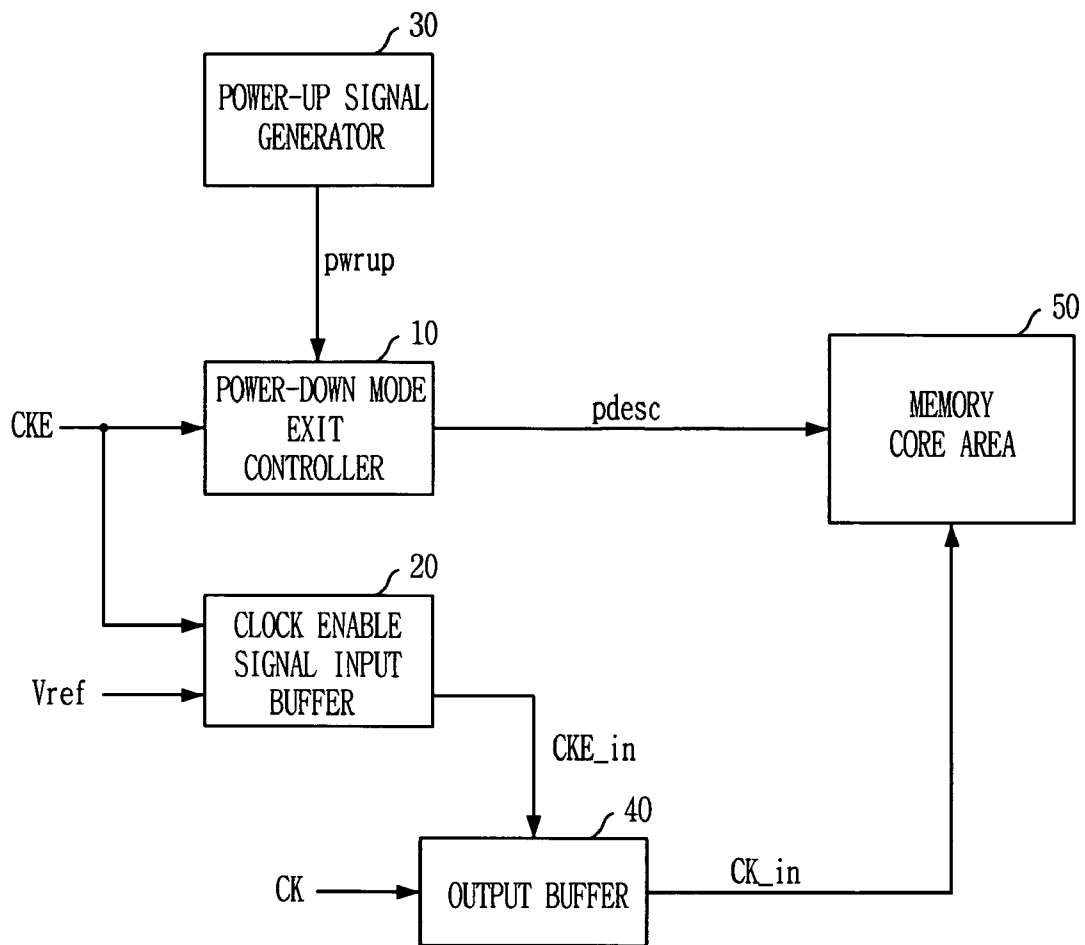 30
POWER-UP SIGNAL
GENERATOR
pwrup
10
50
POWER-DOWN MODE
EXIT
CONTROLLER
CKE
pdesc
MEMORY
CORE AREA
20
CLOCK ENABLE
SIGNAL INPUT
BUFFER
Vref
CKE_in
40
CK
OUTPUT BUFFER
CK_in